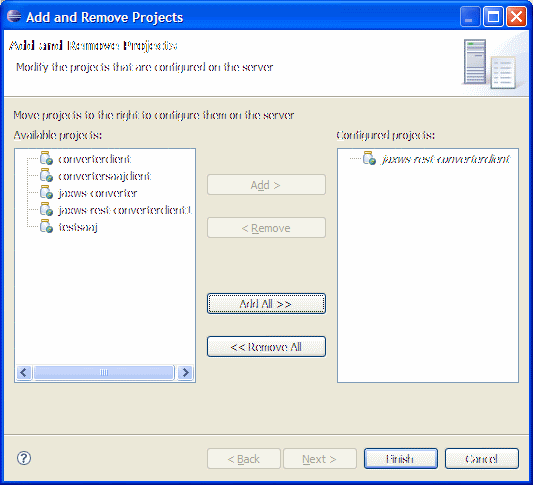 Add and Remove Projects
Add and Remove Projects
Modify the projects that are configured on the server
Move projects to the right to configure them on the server
Available projects:
Configured projects:
converterclient
convertersaajclient
jaxws-converter
jaxws-rest-converterclient1
testsaaj
Add >
< Remove
Add All >>
<< Remove All
jaxws-rest-converterclient
?
< Back
Next >
Finish
Cancel